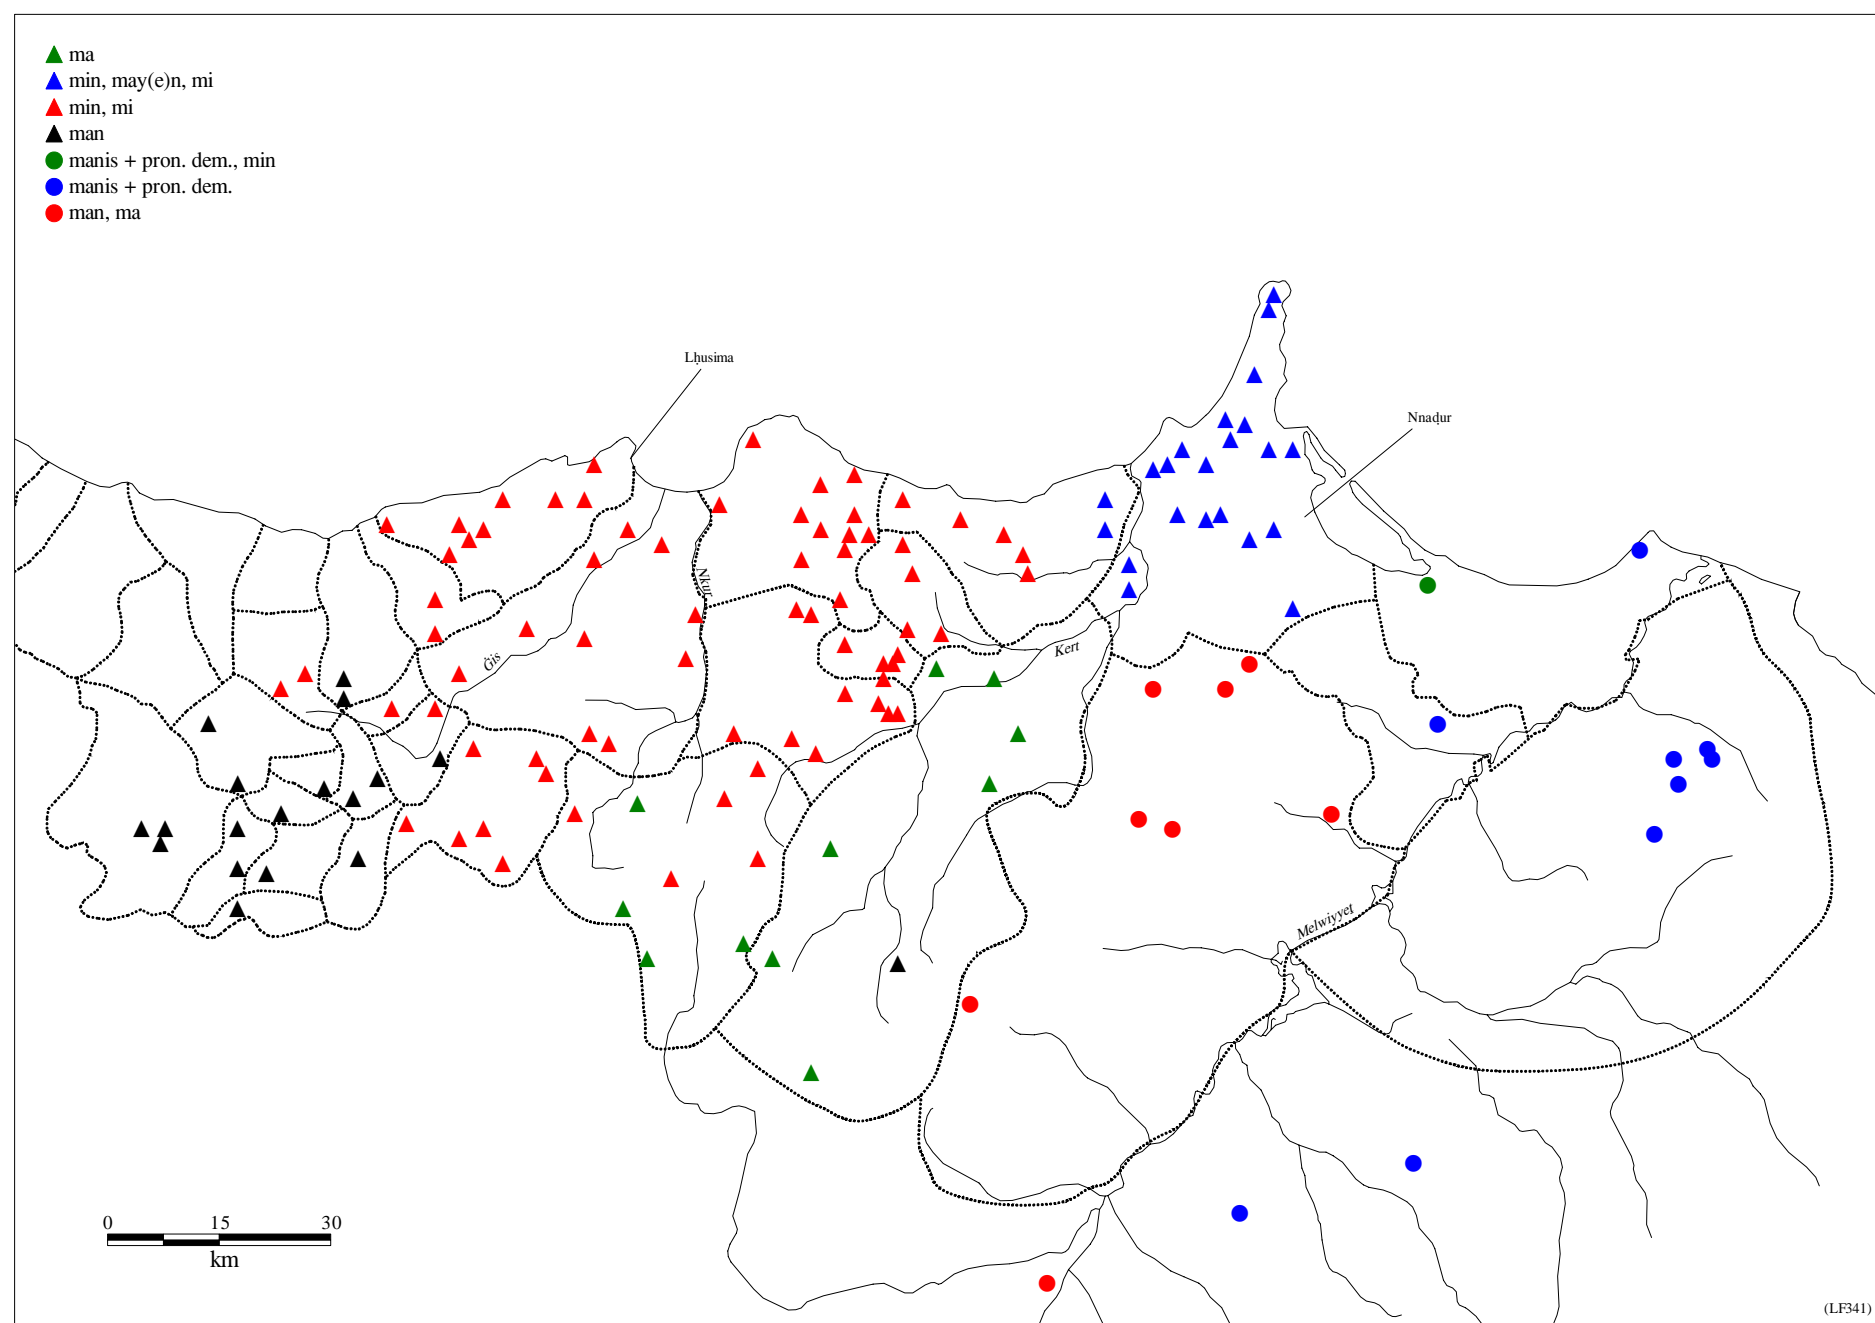 ma
min, may(e)n, mi
min, mi
man
manis + pron. dem., min
manis + pron. dem.
man, ma
Lḥusima
Nnaḍur
Nkur
Ġis
Kert
Melwiyyet
0 15 30
km
(LF341)